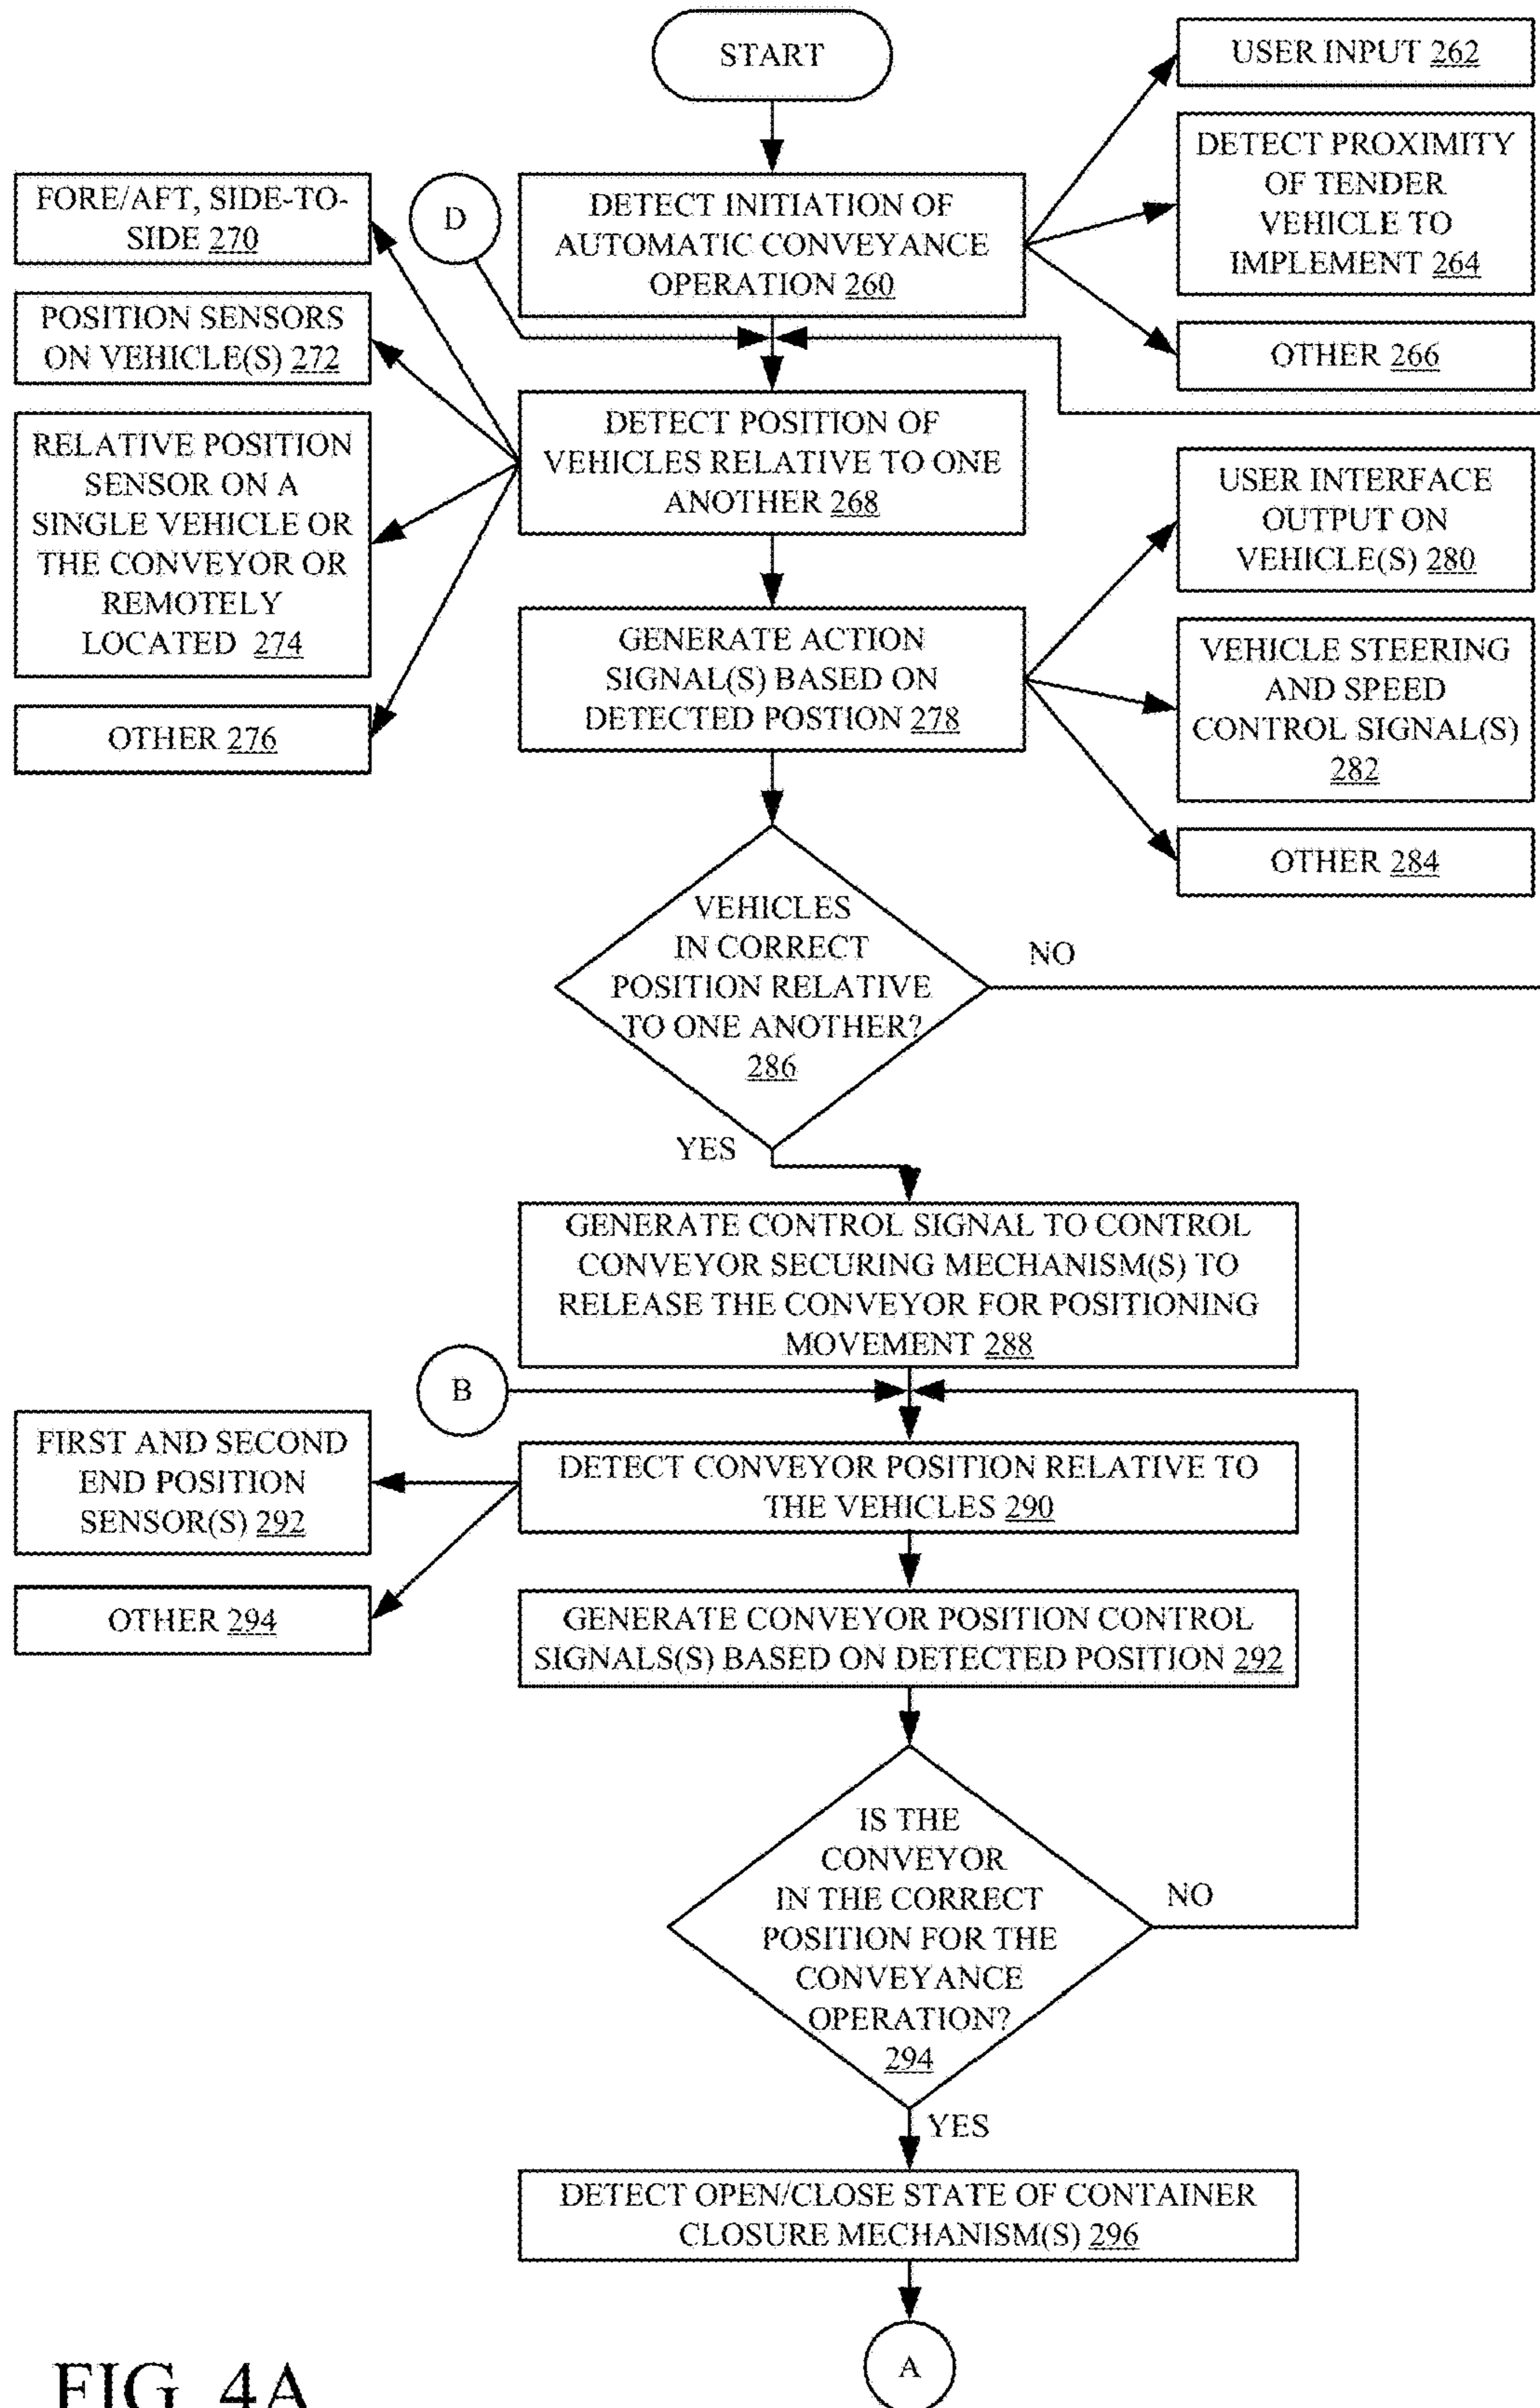 START
USER INPUT 262
DETECT PROXIMITY
OF TENDER
VEHICLE TO
IMPLEMENT 264
OTHER 266
FORE/AFT, SIDE-TO-
SIDE 270
D
DETECT INITIATION OF
AUTOMATIC CONVEYANCE
OPERATION 260
POSITION SENSORS
ON VEHICLE(S) 272
RELATIVE POSITION
SENSOR ON A
SINGLE VEHICLE OR
THE CONVEYOR OR
REMOTELY
LOCATED 274
OTHER 276
DETECT POSITION OF
VEHICLES RELATIVE TO ONE
ANOTHER 268
USER INTERFACE
OUTPUT ON
VEHICLE(S) 280
GENERATE ACTION
SIGNAL(S) BASED ON
DETECTED POSTION 278
VEHICLE STEERING
AND SPEED
CONTROL SIGNAL(S)
282
OTHER 284
VEHICLES
IN CORRECT
POSITION RELATIVE
TO ONE ANOTHER?
286
NO
YES
GENERATE CONTROL SIGNAL TO CONTROL
CONVEYOR SECURING MECHANISM(S) TO
RELEASE THE CONVEYOR FOR POSITIONING
MOVEMENT 288
B
FIRST AND SECOND
END POSITION
SENSOR(S) 292
DETECT CONVEYOR POSITION RELATIVE TO
THE VEHICLES 290
OTHER 294
GENERATE CONVEYOR POSITION CONTROL
SIGNALS(S) BASED ON DETECTED POSITION 292
IS THE
CONVEYOR
IN THE CORRECT
POSITION FOR THE
CONVEYANCE
OPERATION?
294
NO
YES
DETECT OPEN/CLOSE STATE OF CONTAINER
CLOSURE MECHANISM(S) 296
A
FIG. 4A